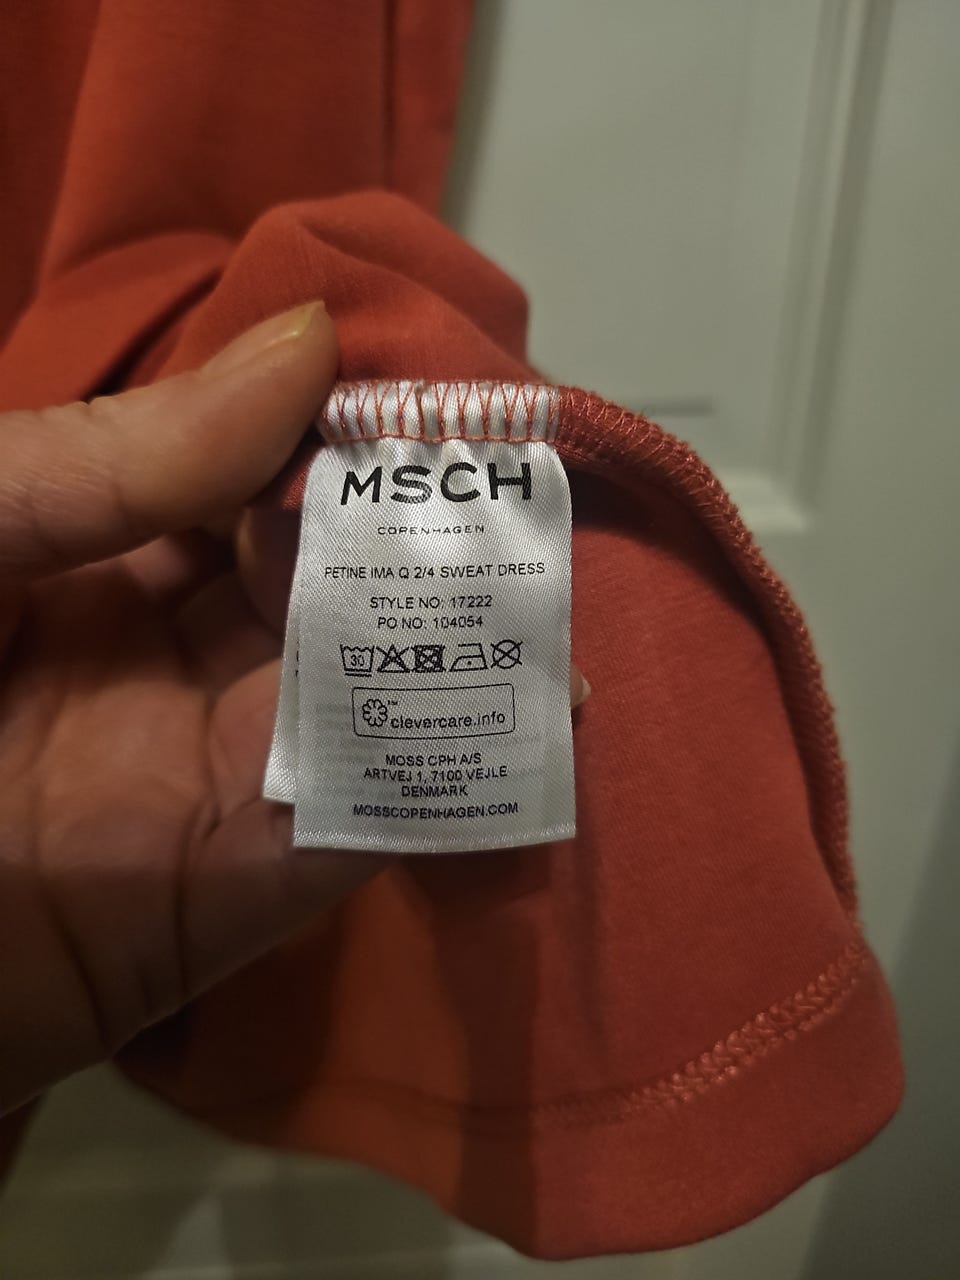 MSCH
COPENHAGEN
PETINE IMA Q 2/4 SWEAT DRESS
STYLE NO: 17222
PO NO: 104054
30
clevercare.info
MOSS CPH A/S
ARTVEJ 1, 7100 VEJLE
DENMARK
MOSSCOPENHAGEN.COM